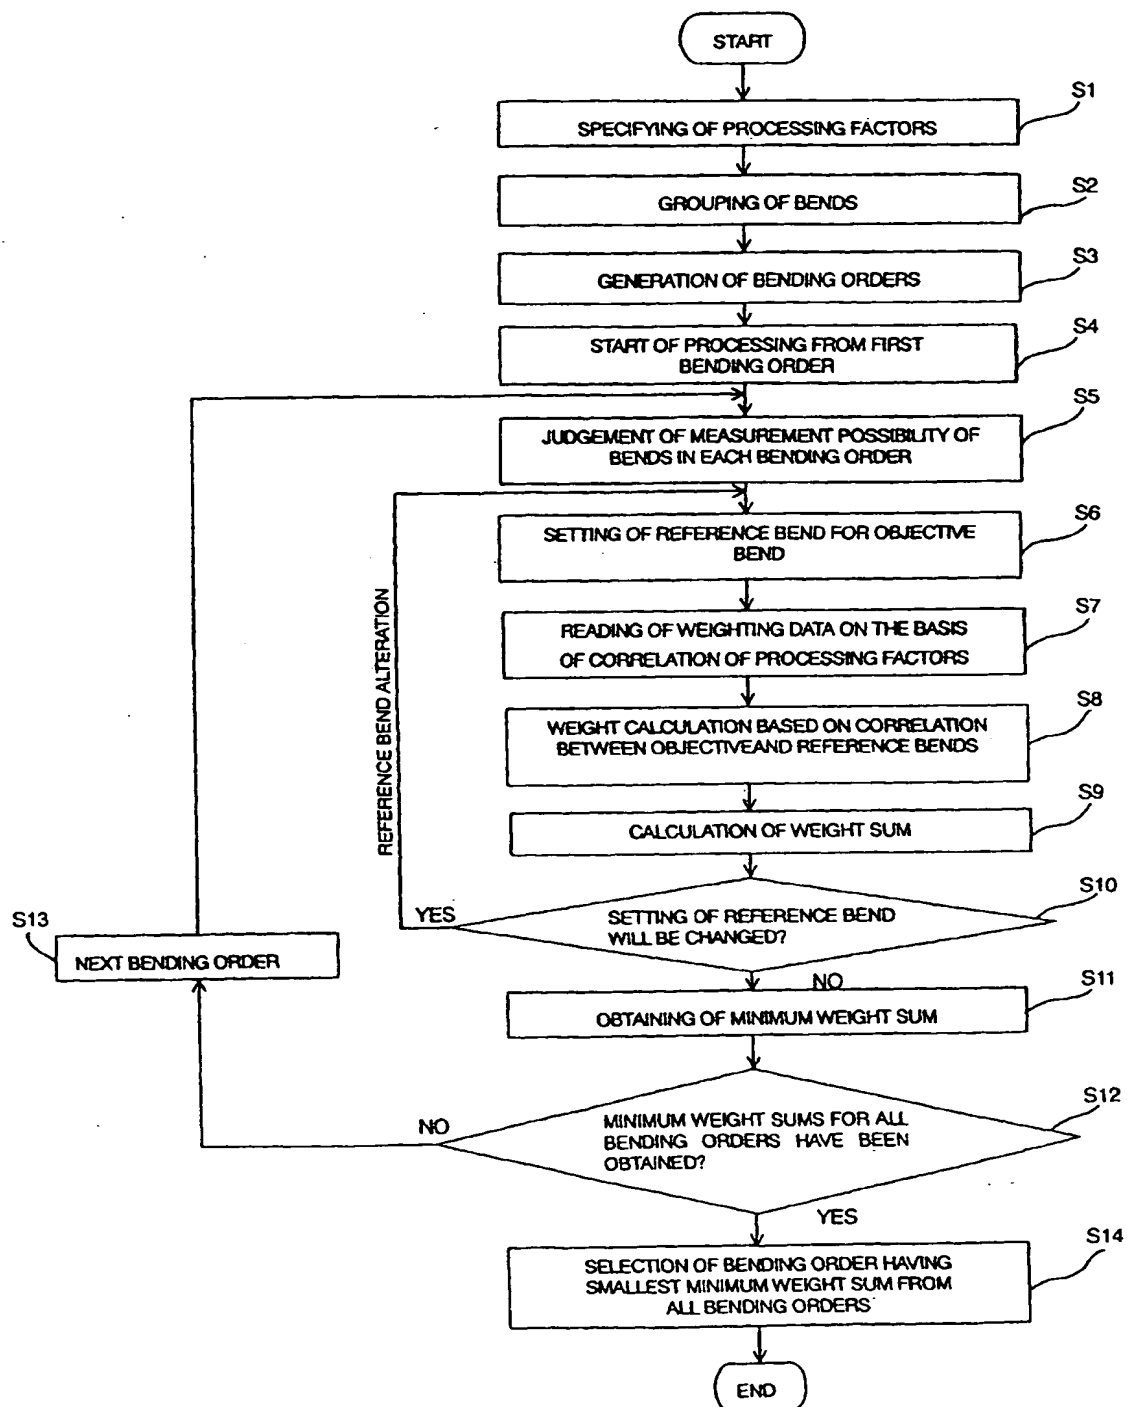 START
S1
SPECIFYING OF PROCESSING FACTORS
S2
GROUPING OF BENDS
S3
GENERATION OF BENDING ORDERS
S4
START OF PROCESSING FROM FIRST
BENDING ORDER
S5
JUDGEMENT OF MEASUREMENT POSSIBILITY OF
BENDS IN EACH BENDING ORDER
S6
SETTING OF REFERENCE BEND FOR OBJECTIVE
BEND
S7
READING OF WEIGHTING DATA ON THE BASIS
OF CORRELATION OF PROCESSING FACTORS
REFERENCE BEND ALTERATION
S8
WEIGHT CALCULATION BASED ON CORRELATION
BETWEEN OBJECTIVEAND REFERENCE BENDS
S9
CALCULATION OF WEIGHT SUM
S10
YES
SETTING OF REFERENCE BEND
WILL BE CHANGED?
S13
NEXT BENDING ORDER
NO
S11
OBTAINING OF MINIMUM WEIGHT SUM
S12
NO
MINIMUM WEIGHT SUMS FOR ALL
BENDING ORDERS HAVE BEEN
OBTAINED?
YES
S14
SELECTION OF BENDING ORDER HAVING
SMALLEST MINIMUM WEIGHT SUM FROM
ALL BENDING ORDERS
END